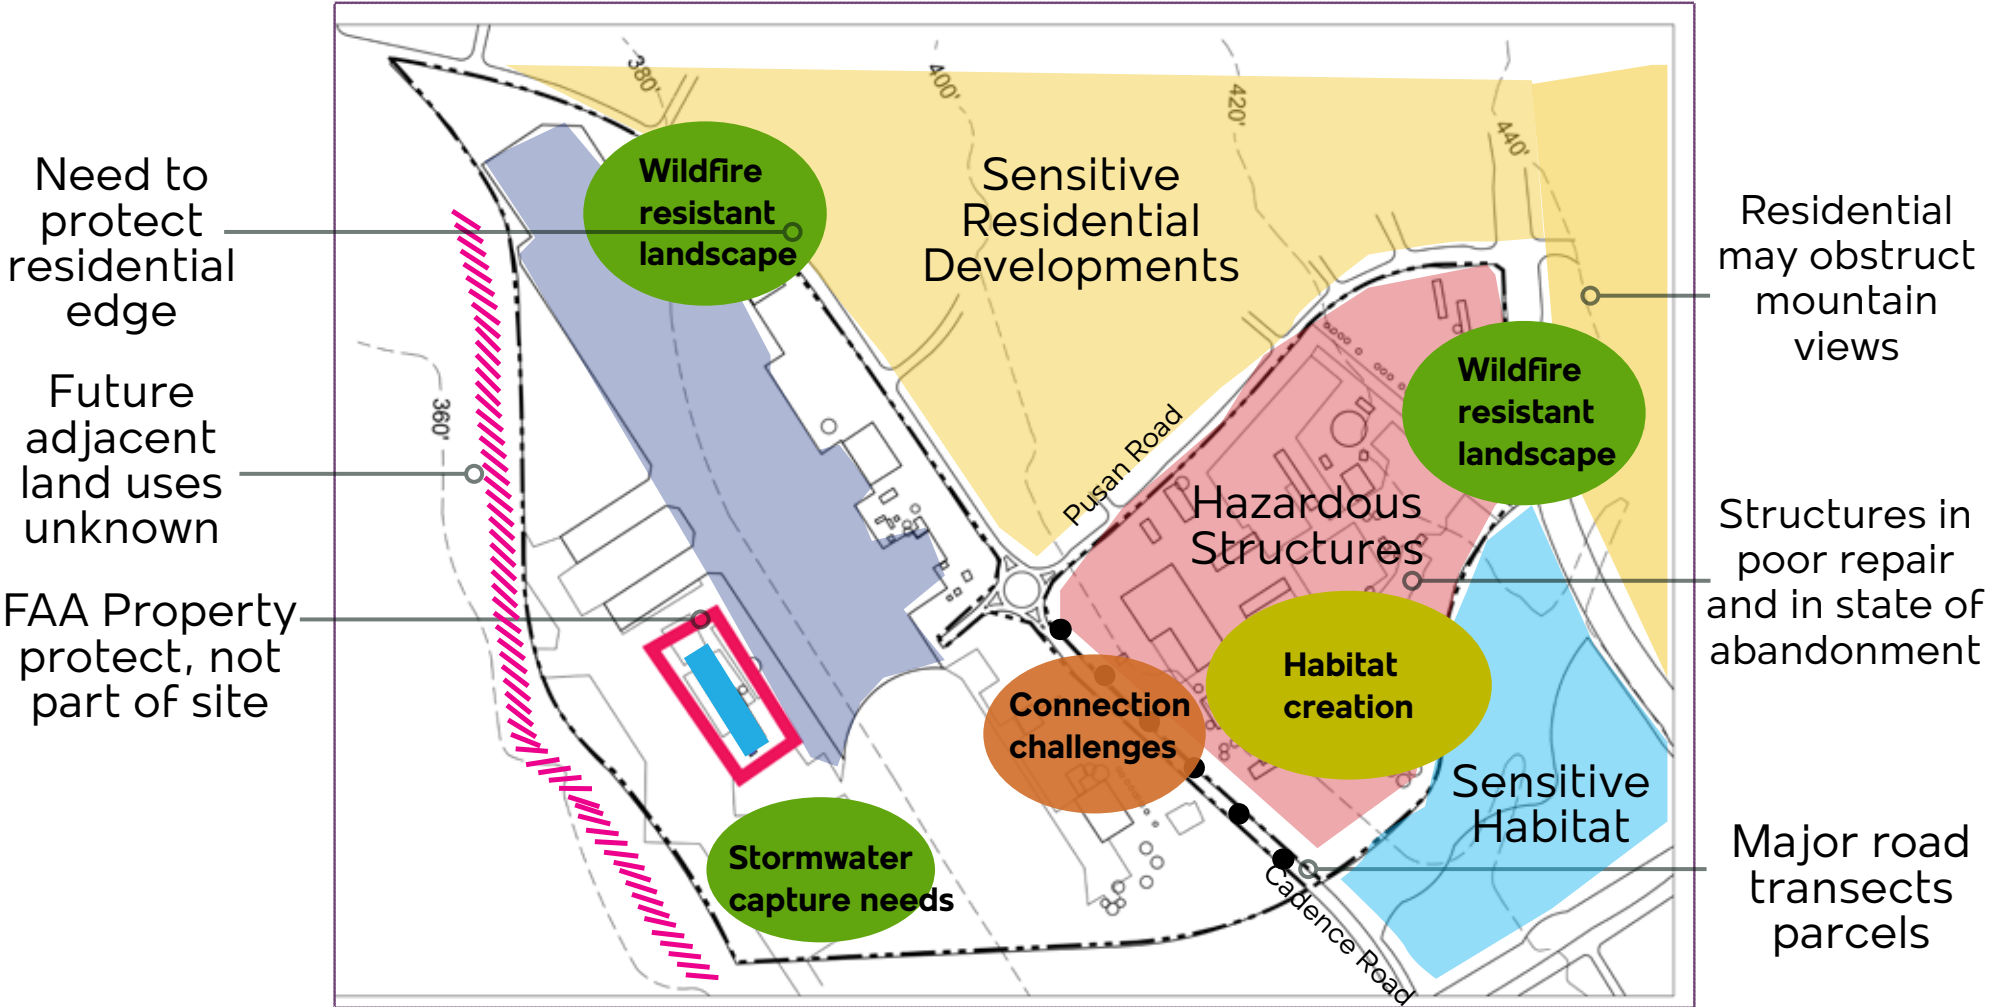 Need to
protect
residential
edge
Future
adjacent
land uses
unknown
FAA Property
protect, not
part of site
380'
400'
420'
440'
360'
Wildfire
resistant
landscape
Sensitive
Residential
Developments
Pusan Road
Hazardous
Structures
Wildfire
resistant
landscape
Connection
challenges
Habitat
creation
Sensitive
Habitat
Stormwater
capture needs
Cadence Road
Residential
may obstruct
mountain
views
Structures in
poor repair
and in state of
abandonment
Major road
transects
parcels